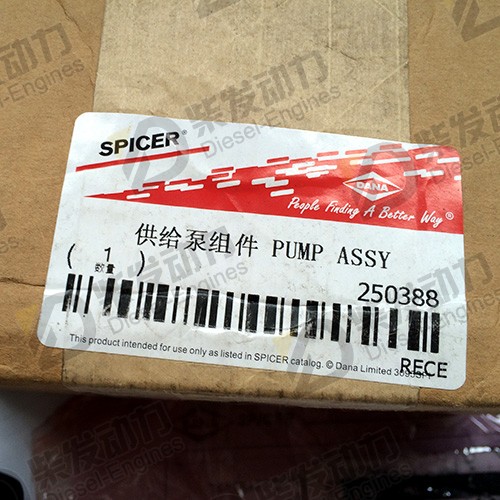 SPICER®
DANA
People Finding A Better Way®
供给泵组件 PUMP ASSY
( 1 )
数量
250388
This product intended for use only as listed in SPICER catalog. © Dana Limited
RECE
柴发动力
Diesel-Engines